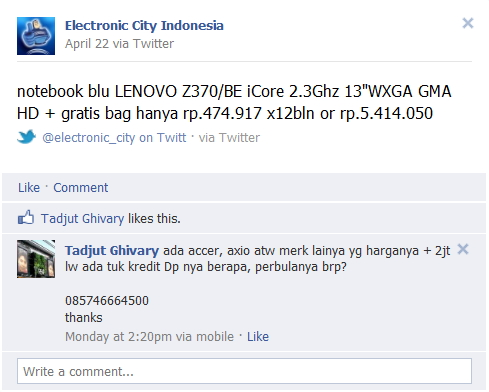 Electronic City Indonesia
April 22 via Twitter
notebook blu LENOVO Z370/BE iCore 2.3Ghz 13"WXGA GMA
HD + gratis bag hanya rp.474.917 x12bln or rp.5.414.050
@electronic_city on Twitt · via Twitter
Like · Comment
Tadjut Ghivary likes this.
Tadjut Ghivary ada accer, axio atw merk lainya yg harganya + 2jt
lw ada tuk kredit Dp nya berapa, perbulanya brp?
085746664500
thanks
Monday at 2:20pm via mobile · Like
Write a comment...